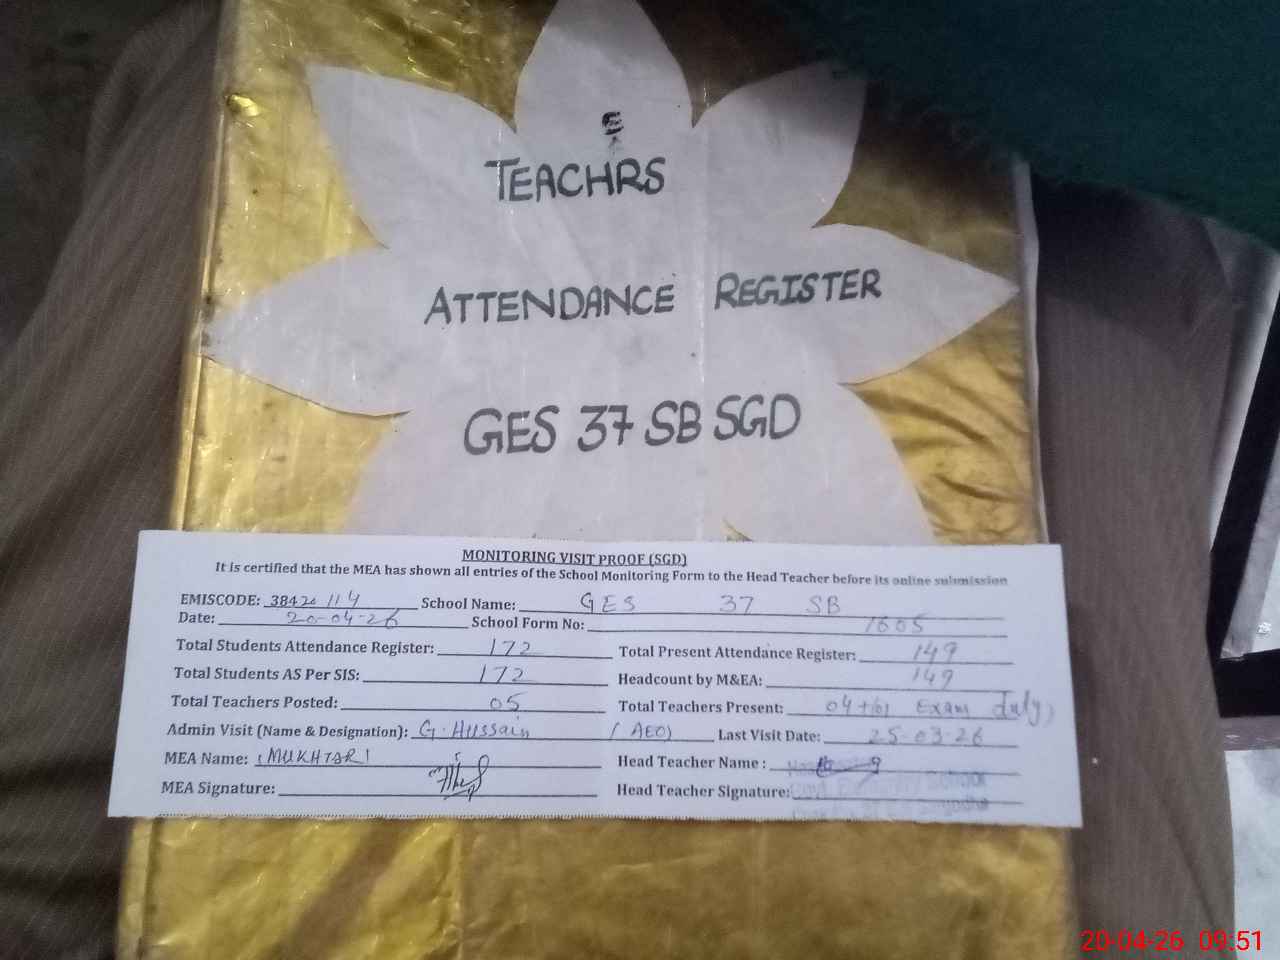 E
TEACHRS
ATTENDANCE REGISTER
GES 37 SB SGD
MONITORING VISIT PROOF (SGD)
It is certified that the MEA has shown all entries of the School Monitoring Form to the Head Teacher before its online submission
EMISCODE: 38420114 School Name: GES 37 SB
Date: 20-04-26 School Form No: 1605
Total Students Attendance Register: 172 Total Present Attendance Register: 149
Total Students AS Per SIS: 172 Headcount by M&EA: 149
Total Teachers Posted: 05 Total Teachers Present: 04+(01 Exam duty)
Admin Visit (Name & Designation): G. Hussain (AEO) Last Visit Date: 25-03-26
MEA Name: MUKHTAR Head Teacher Name :
MEA Signature: Head Teacher Signature:
20-04-26 09:51